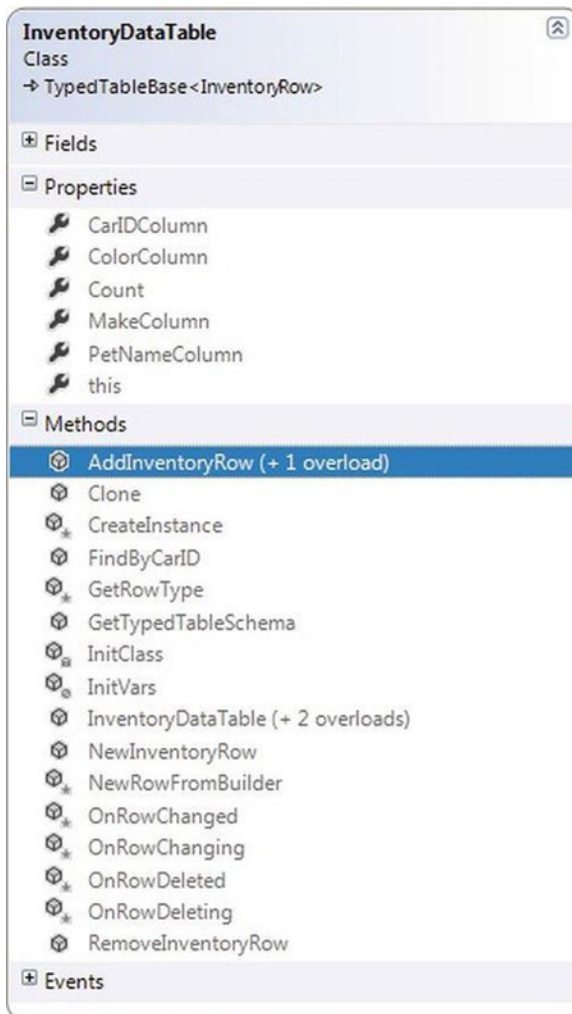 InventoryDataTable
Class
→ TypedTableBase<InventoryRow>
Fields
Properties
CarIDColumn
ColorColumn
Count
MakeColumn
PetNameColumn
this
Methods
AddInventoryRow (+ 1 overload)
Clone
CreateInstance
FindByCarID
GetRowType
GetTypedTableSchema
InitClass
InitVars
InventoryDataTable (+ 2 overloads)
NewInventoryRow
NewRowFromBuilder
OnRowChanged
OnRowChanging
OnRowDeleted
OnRowDeleting
RemoveInventoryRow
Events